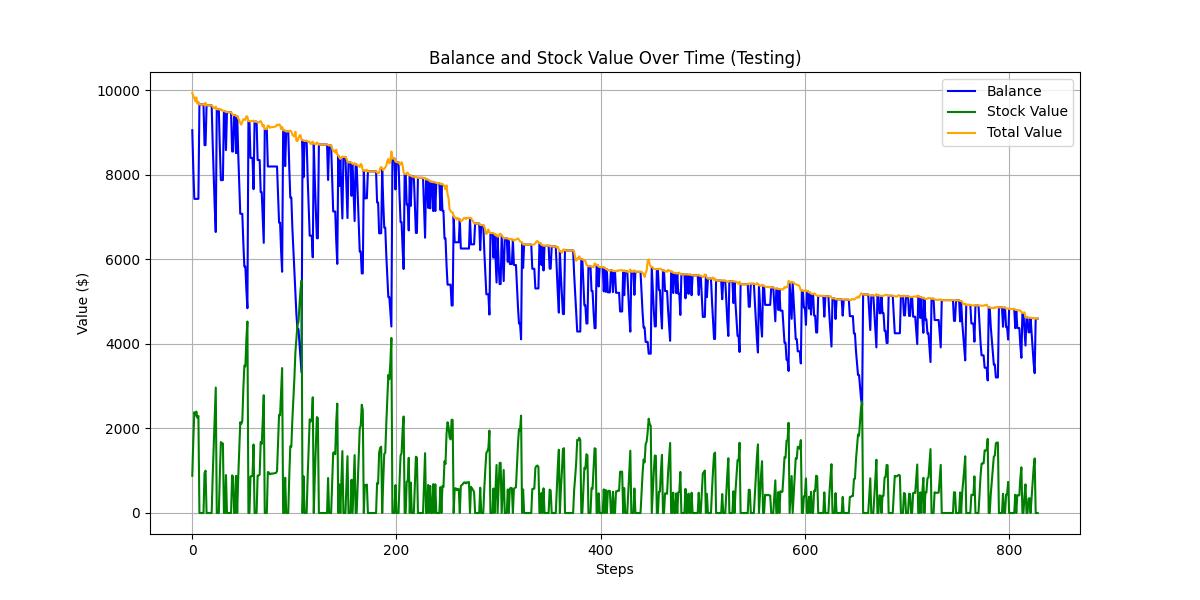 Balance and Stock Value Over Time (Testing)
Balance
Stock Value
Total Value
Value ($)
10000
8000
6000
4000
2000
0
0 200 400 600 800
Steps